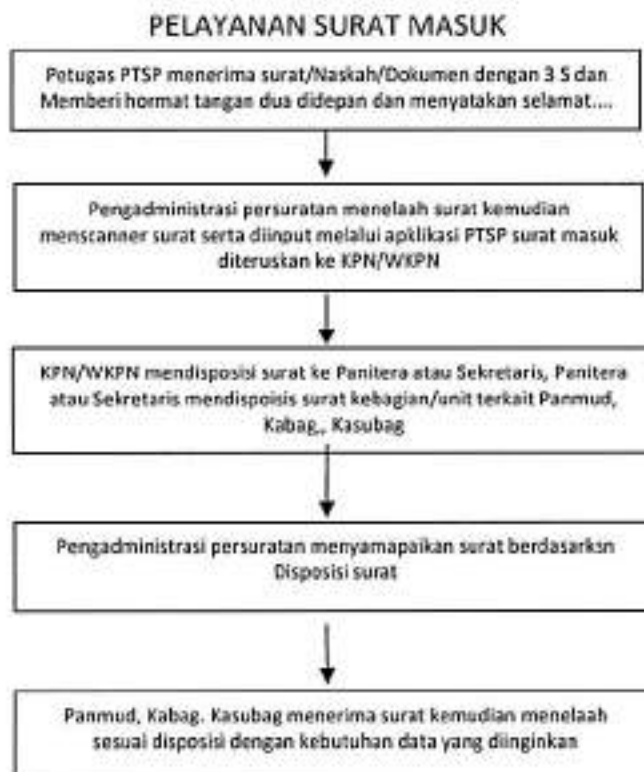 PELAYANAN SURAT MASUK
Petugas PTSP menerima surat/Naskah/Dokumen dengan 3 S dan
Memberi hormat tangan dua didepan dan menyatakan selamat....
Pengadministrasi persuratan menelaah surat kemudian
menscanner surat serta diinput melalui apklikasi PTSP surat masuk
diteruskan ke KPN/WKPN
KPN/WKPN mendisposisi surat ke Panitera atau Sekretaris, Panitera
atau Sekretaris mendispoisis surat kebagian/unit terkait Panmud,
Kabag,, Kasubag
Pengadministrasi persuratan menyamapaikan surat berdasarksn
Disposisi surat
Panmud, Kabag. Kasubag menerima surat kemudian menelaah
sesuai disposisi dengan kebutuhan data yang diinginkan